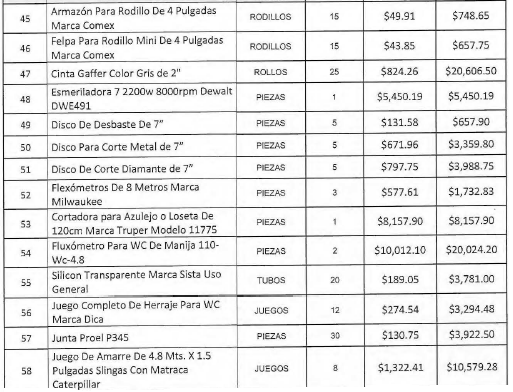 45 Armazón Para Rodillo De 4 Pulgadas Marca Comex RODILLOS 15 $49.91 $748.65
46 Felpa Para Rodillo Mini De 4 Pulgadas Marca Comex RODILLOS 15 $43.85 $657.75
47 Cinta Gaffer Color Gris de 2" ROLLOS 25 $824.26 $20,606.50
48 Esmeriladora 7 2200w 8000rpm Dewalt DWE491 PIEZAS 1 $5,450.19 $5,450.19
49 Disco De Desbaste De 7" PIEZAS 5 $131.58 $657.90
50 Disco Para Corte Metal de 7" PIEZAS 5 $671.96 $3,359.80
51 Disco De Corte Diamante de 7" PIEZAS 5 $797.75 $3,988.75
52 Flexómetros De 8 Metros Marca Milwaukee PIEZAS 3 $577.61 $1,732.83
53 Cortadora para Azulejo o Loseta De 120cm Marca Truper Modelo 11775 PIEZAS 1 $8,157.90 $8,157.90
54 Fluxómetro Para WC De Manija 110-Wc-4.8 PIEZAS 2 $10,012.10 $20,024.20
55 Silicon Transparente Marca Sista Uso General TUBOS 20 $189.05 $3,781.00
56 Juego Completo De Herraje Para WC Marca Dica JUEGOS 12 $274.54 $3,294.48
57 Junta Proel P345 PIEZAS 30 $130.75 $3,922.50
58 Juego De Amarre De 4.8 Mts. X 1.5 Pulgadas Slingas Con Matraca Caterpillar JUEGOS 8 $1,322.41 $10,579.28